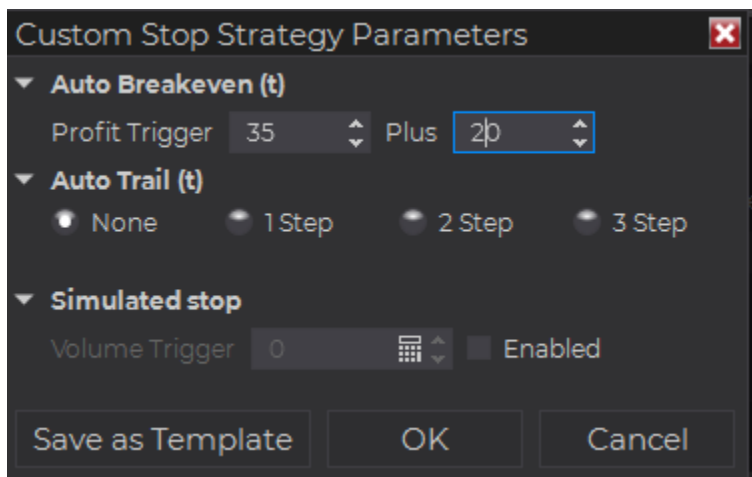 Custom Stop Strategy Parameters
Auto Breakeven (t)
Profit Trigger 35 Plus 20
Auto Trail (t)
None 1 Step 2 Step 3 Step
Simulated stop
Volume Trigger 0 Enabled
Save as Template OK Cancel